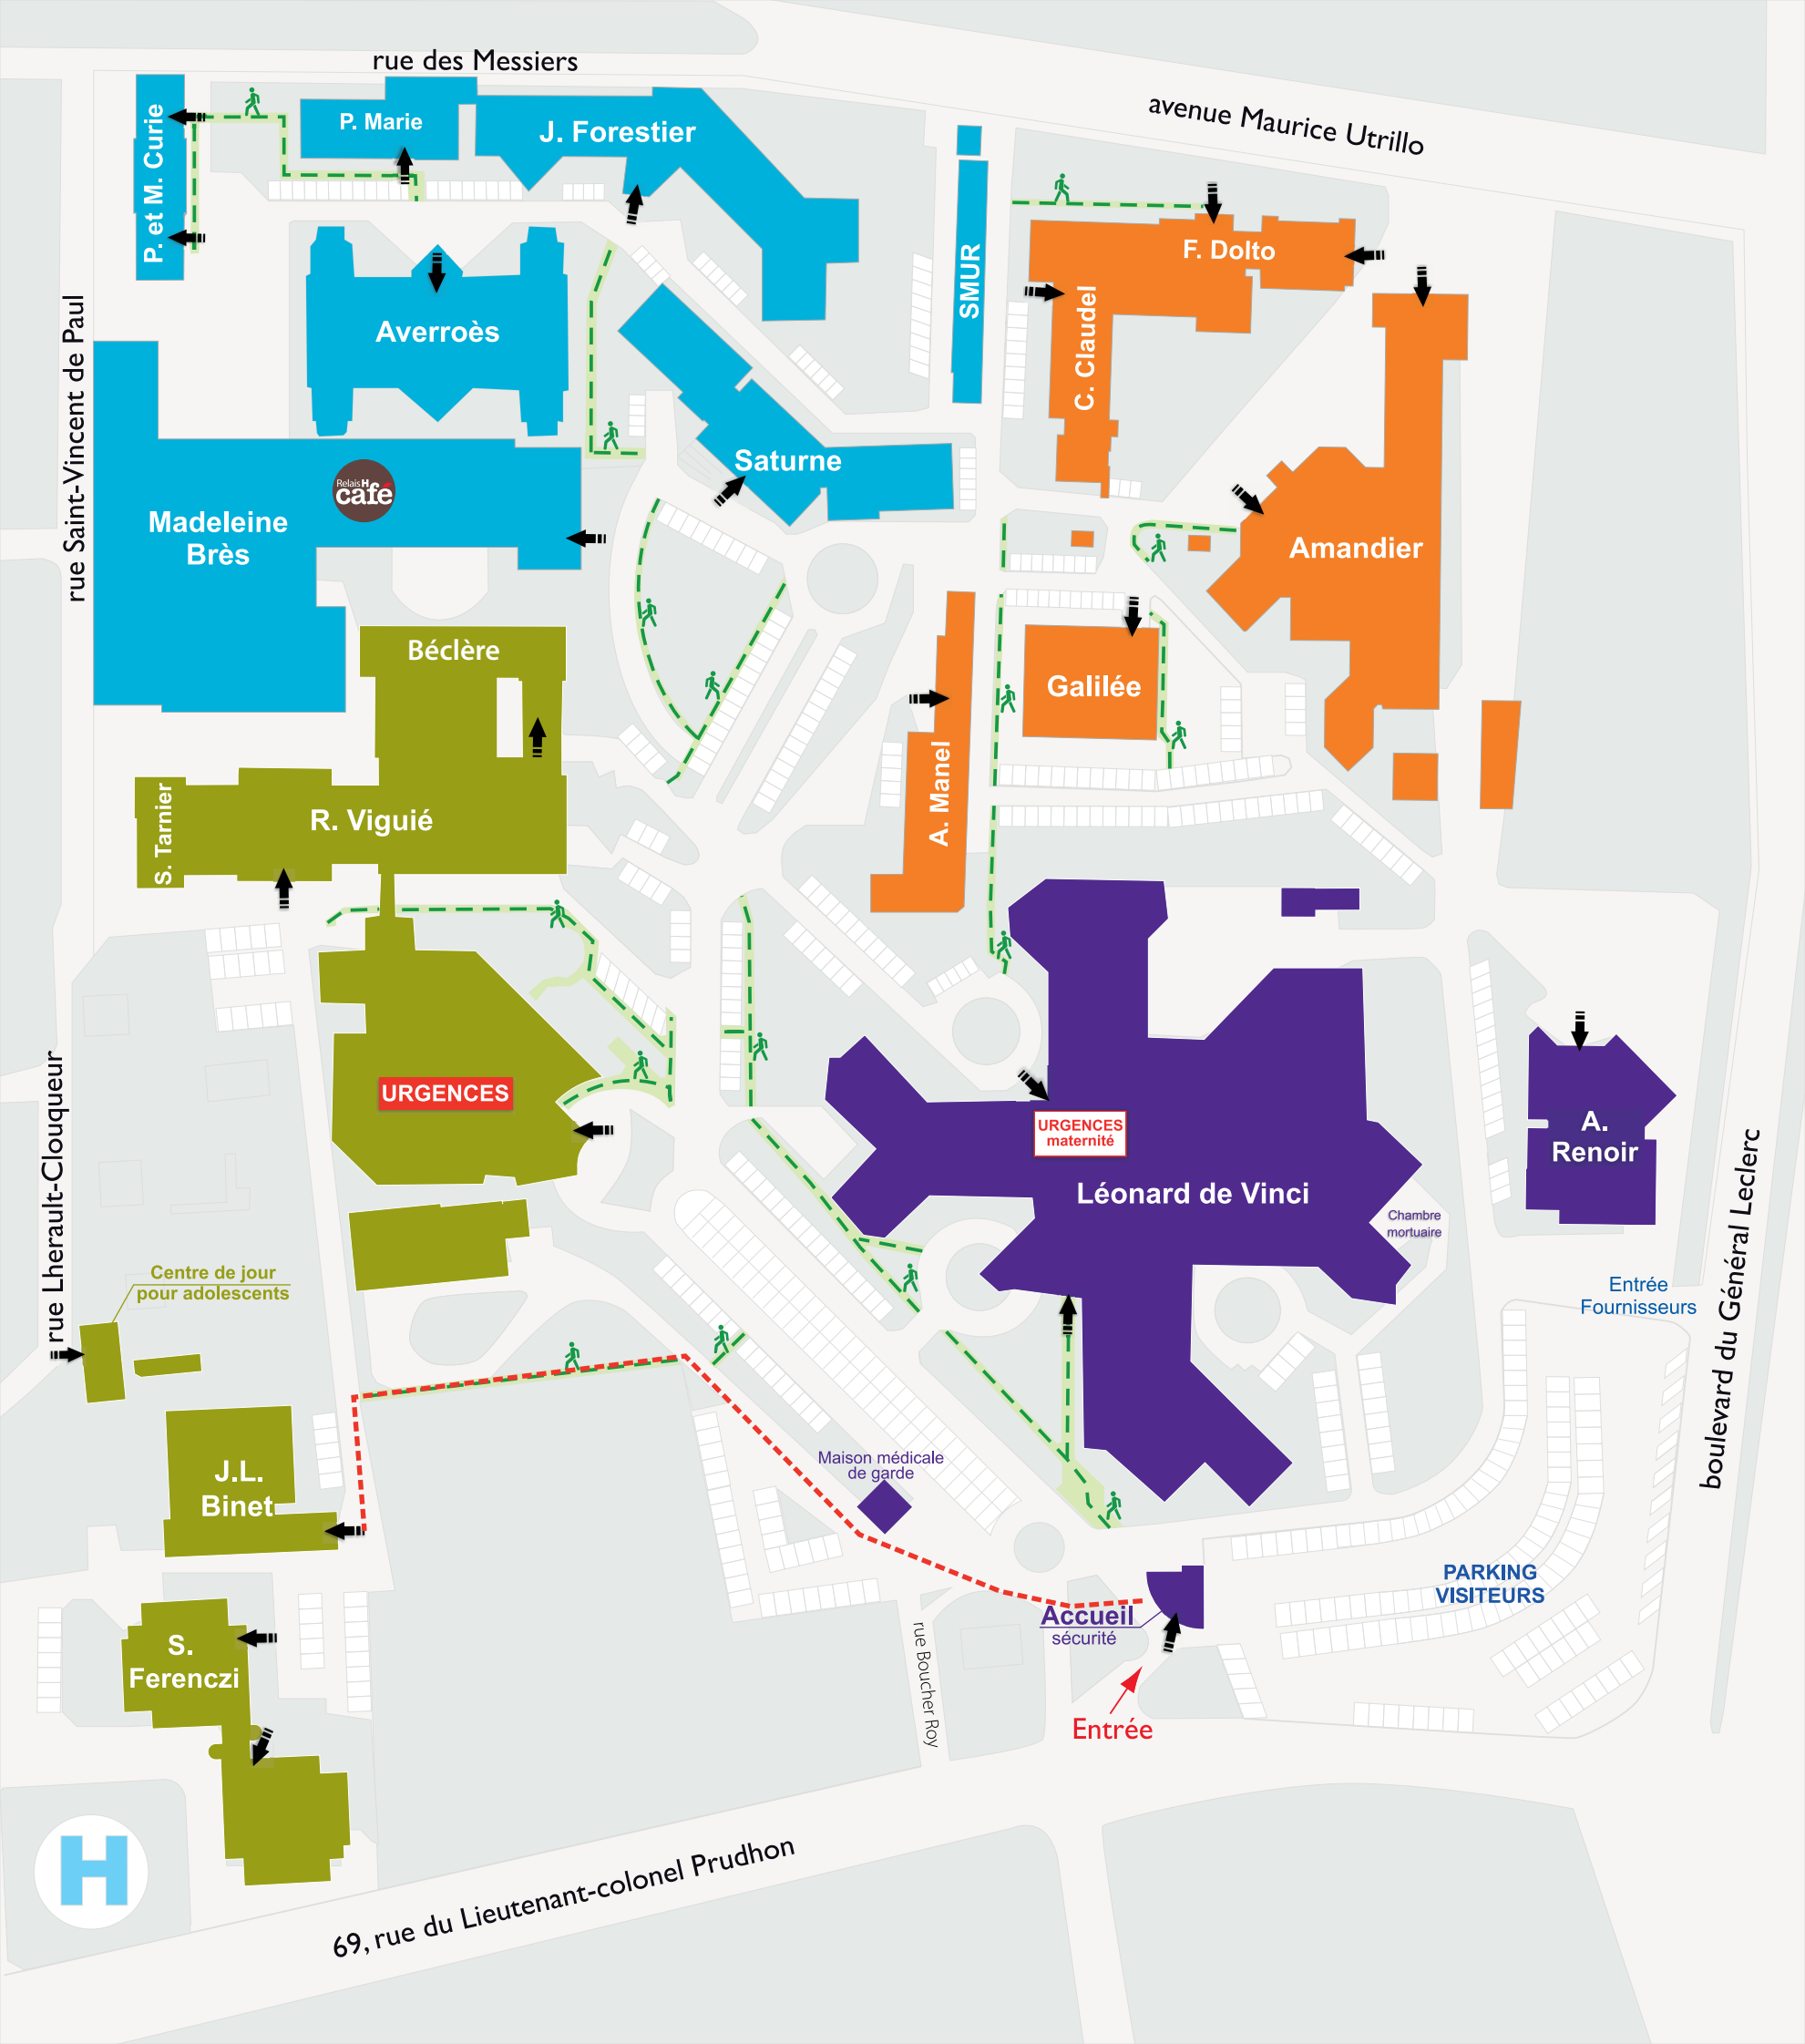 rue des Messiers
avenue Maurice Utrillo
P. et M. Curie
P. Marie
J. Forestier
SMUR
F. Dolto
C. Claudel
Averroès
rue Saint-Vincent de Paul
Saturne
Relais H
café
Madeleine
Brès
Amandier
Béclère
Galilée
A. Manel
S. Tarnier
R. Viguié
URGENCES
URGENCES
maternité
A.
Renoir
Léonard de Vinci
Chambre
mortuaire
rue Lherault-Clouqueur
boulevard du Général Leclerc
Centre de jour
pour adolescents
Entrée
Fournisseurs
J.L.
Binet
Maison médicale
de garde
PARKING
VISITEURS
Accueil
sécurité
S.
Ferenczi
rue Boucher Roy
Entrée
H
69, rue du Lieutenant-colonel Prudhon